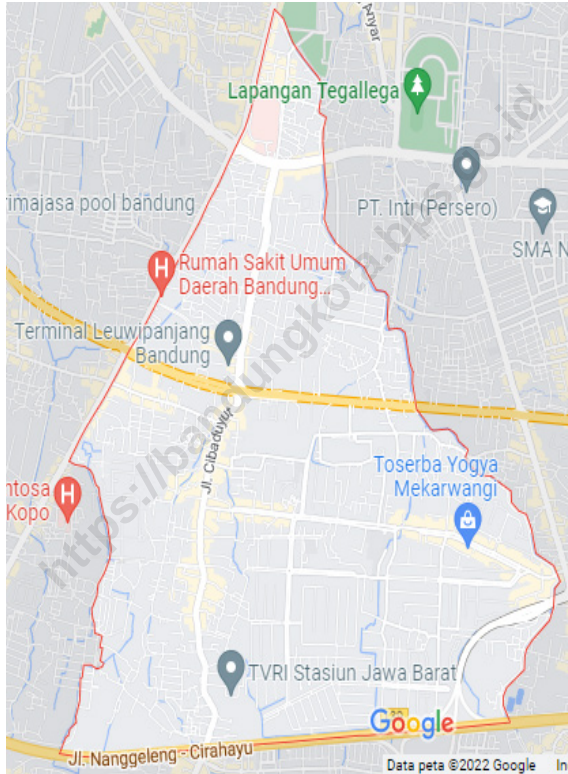 Anyar
Lapangan Tegallega
rimajasa pool bandung
PT. Inti (Persero)
SMA N
Rumah Sakit Umum
Daerah Bandung...
Terminal Leuwipanjang
Bandung
Jl. Cibaduyut
Toserba Yogya
Mekarwangi
ntosa
Kopo
TVRI Stasiun Jawa Barat
Google
Jl. Nanggeleng - Cirahayu
Data peta ©2022 Google
In
https://bandungkota.bps.go.id